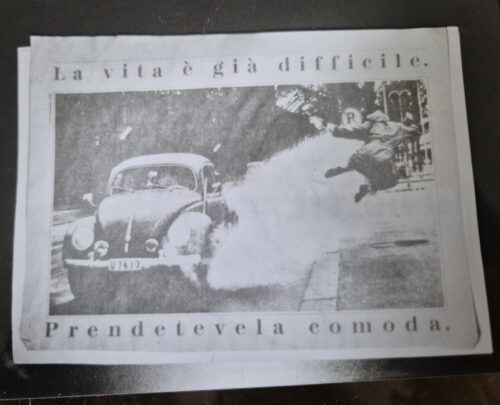 La vita è già difficile.
P
Prendetevela comoda.